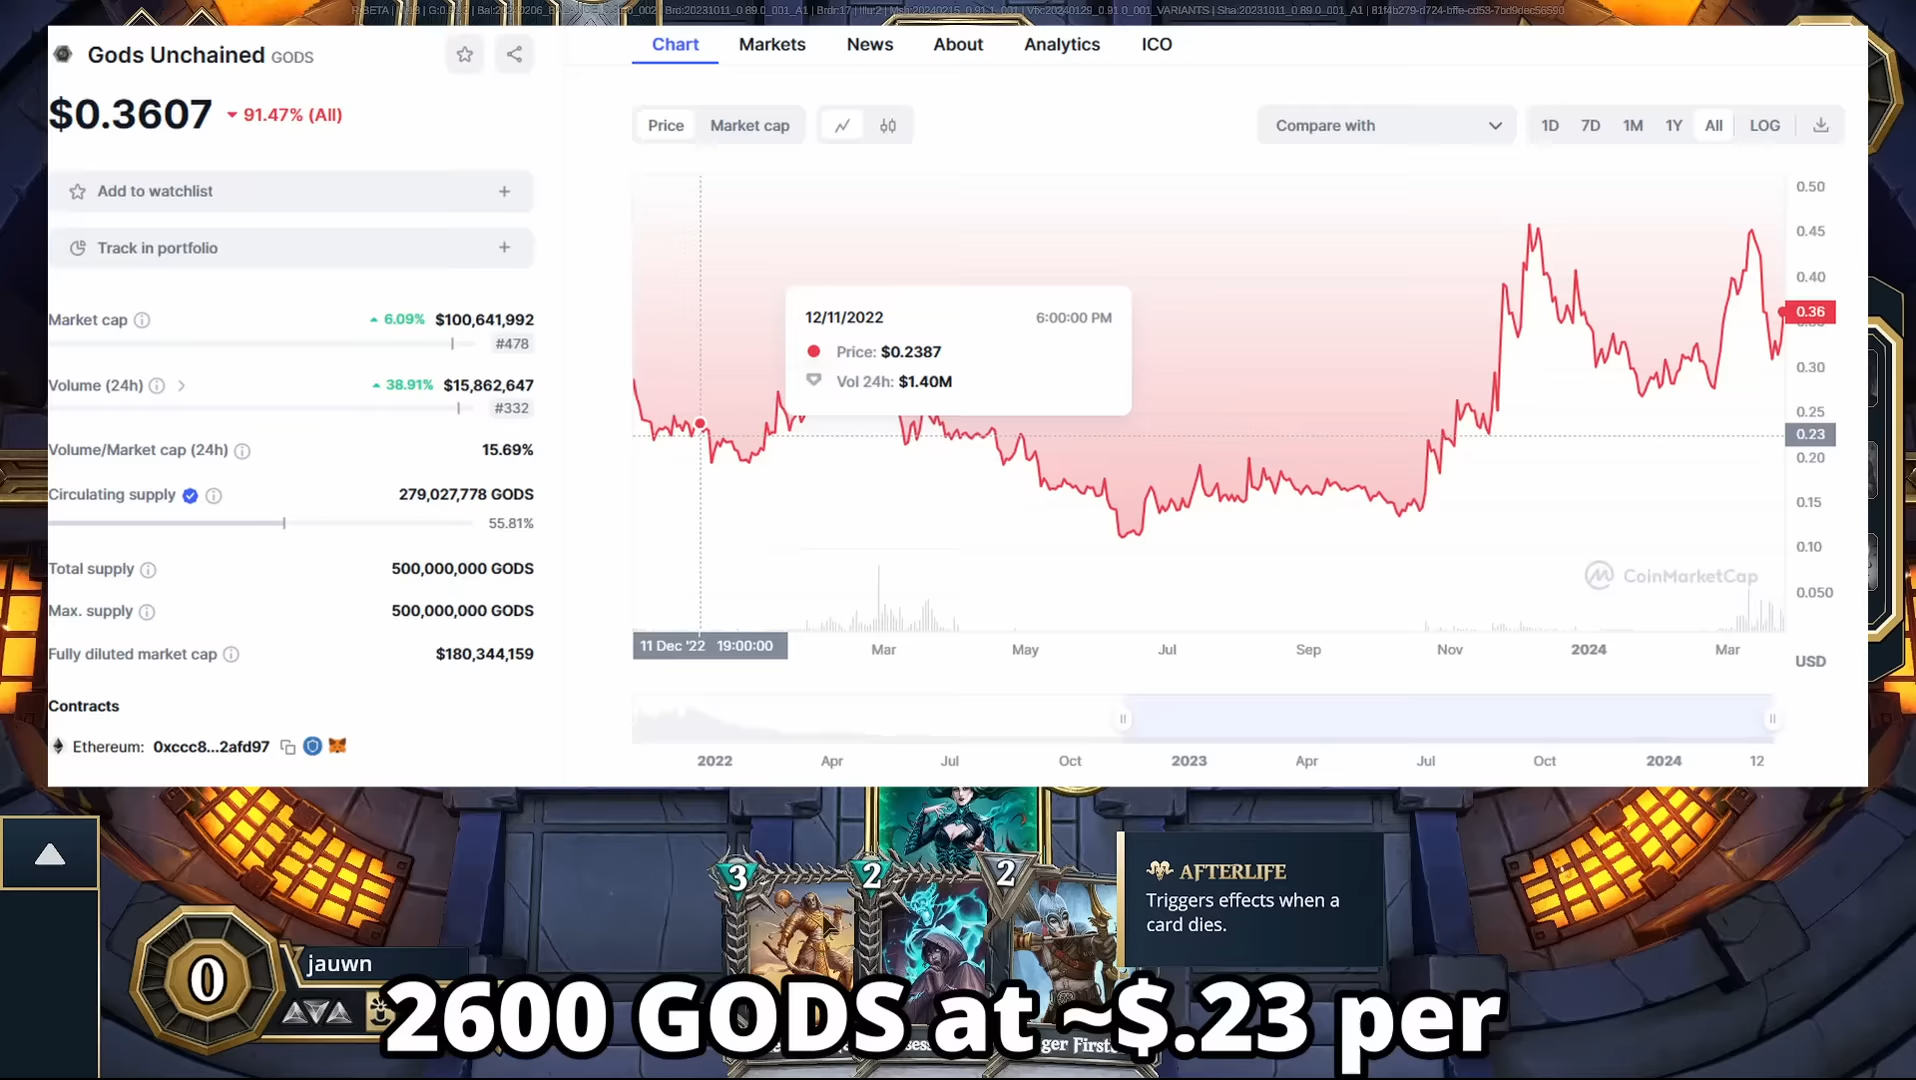 Gods Unchained GODS
$0.3607 91.47% (All)
Add to watchlist +
Track in portfolio +
Market cap 6.09% $100,641,992
#478
Volume (24h) 38.91% $15,862,647
#332
Volume/Market cap (24h) 15.69%
Circulating supply 279,027,778 GODS
55.81%
Total supply 500,000,000 GODS
Max. supply 500,000,000 GODS
Fully diluted market cap $180,344,159
Contracts
Ethereum: 0xccc8...2afd97
Chart Markets News About Analytics ICO
Price Market cap Compare with 1D 7D 1M 1Y All LOG
12/11/2022 6:00:00 PM
Price: $0.2387
Vol 24h: $1.40M
0.50
0.45
0.40
0.36
0.30
0.25
0.23
0.20
0.15
0.10
0.050
CoinMarketCap
11 Dec '22 19:00:00 Mar May Jul Sep Nov 2024 Mar
USD
2022 Apr Jul Oct 2023 Apr Jul Oct 2024 12
3 2 2
AFTERLIFE
Triggers effects when a
card dies.
0 jauwn
2600 GODS at ~$.23 per